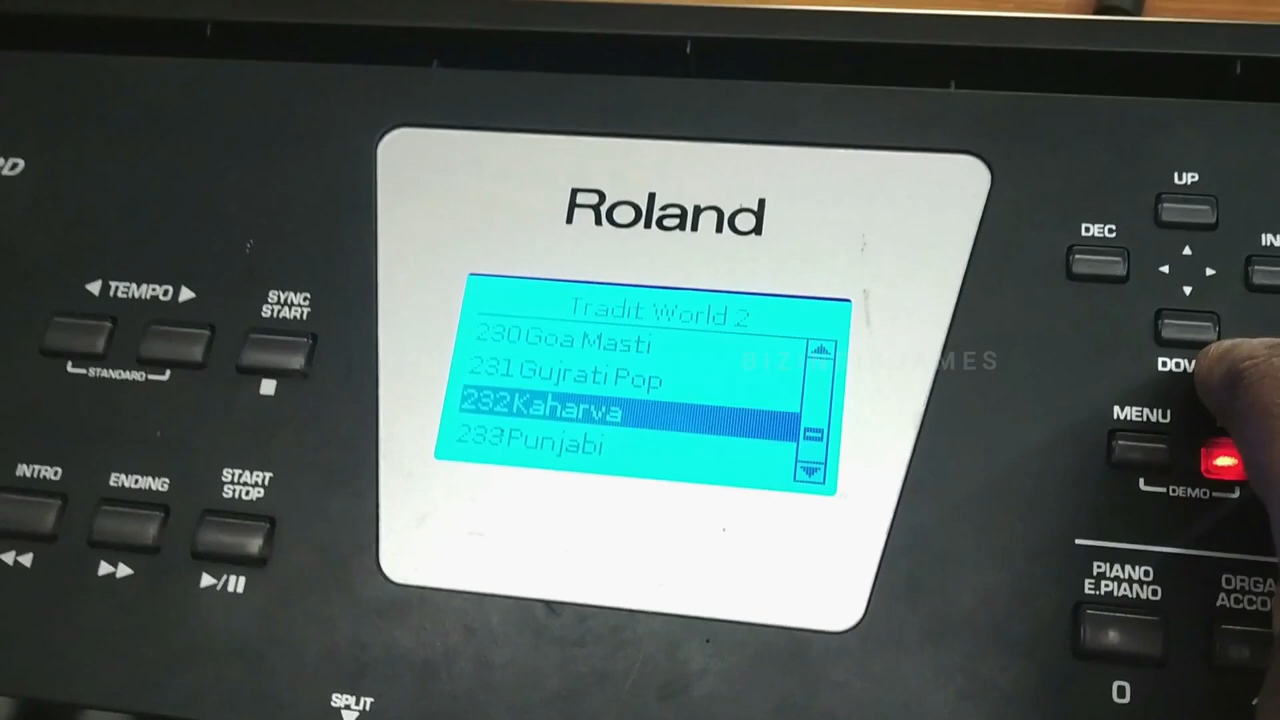 UP
DEC
Roland
TEMPO
SYNC
START
STANDARD
Tradit World 2
230 Goa Masti
231 Gujrati Pop
232 Kaharva
233 Punjabi
MENU
DEMO
INTRO
ENDING
START
STOP
PIANO
E.PIANO
0
SPLIT